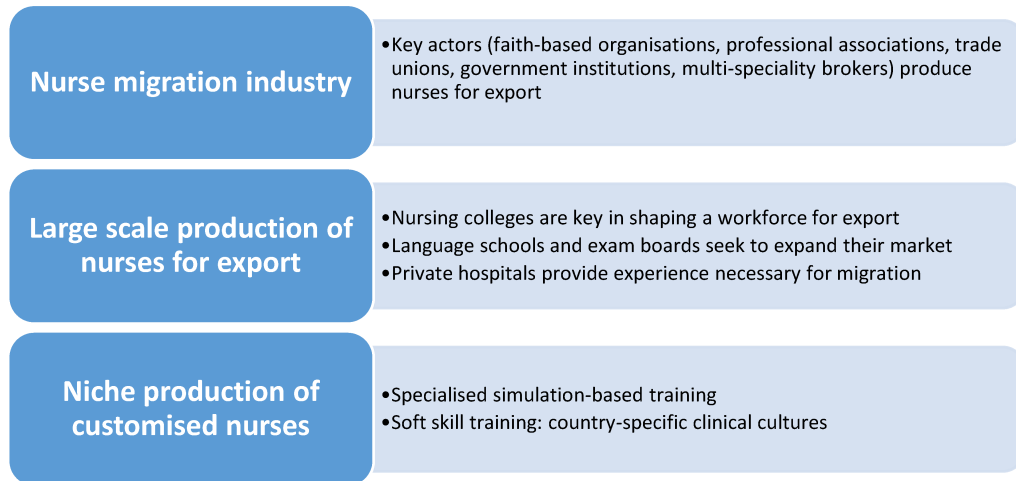 Nurse migration industry
•Key actors (faith-based organisations, professional associations, trade
unions, government institutions, multi-speciality brokers) produce
nurses for export
Large scale production of
nurses for export
•Nursing colleges are key in shaping a workforce for export
•Language schools and exam boards seek to expand their market
•Private hospitals provide experience necessary for migration
Niche production of
customised nurses
•Specialised simulation-based training
•Soft skill training: country-specific clinical cultures